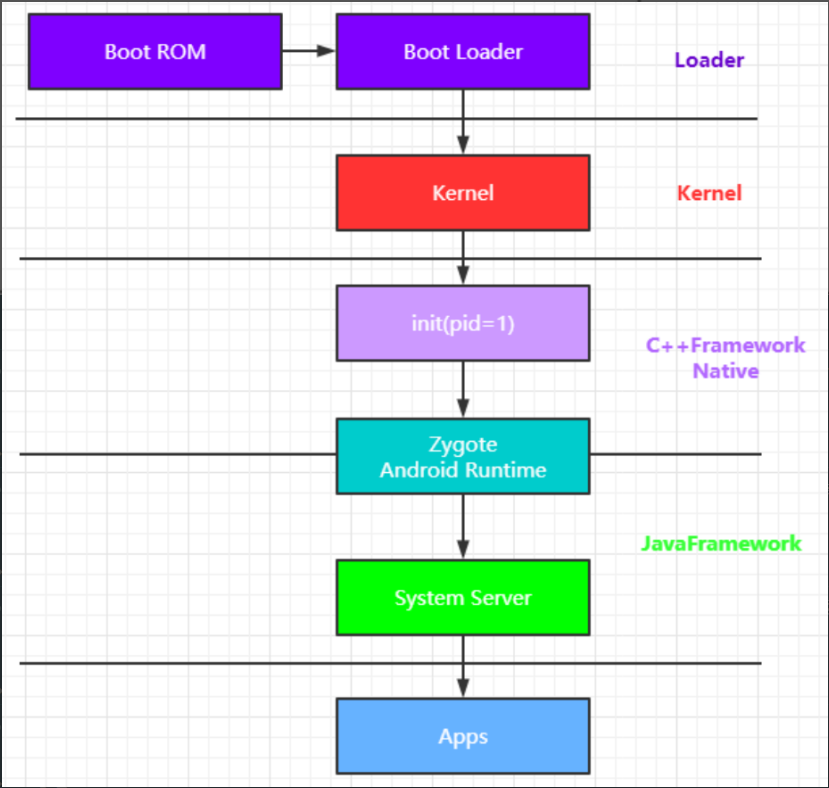 Boot ROM
Boot Loader
Loader
Kernel
Kernel
init(pid=1)
C++Framework
Native
Zygote
Android Runtime
JavaFramework
System Server
Apps